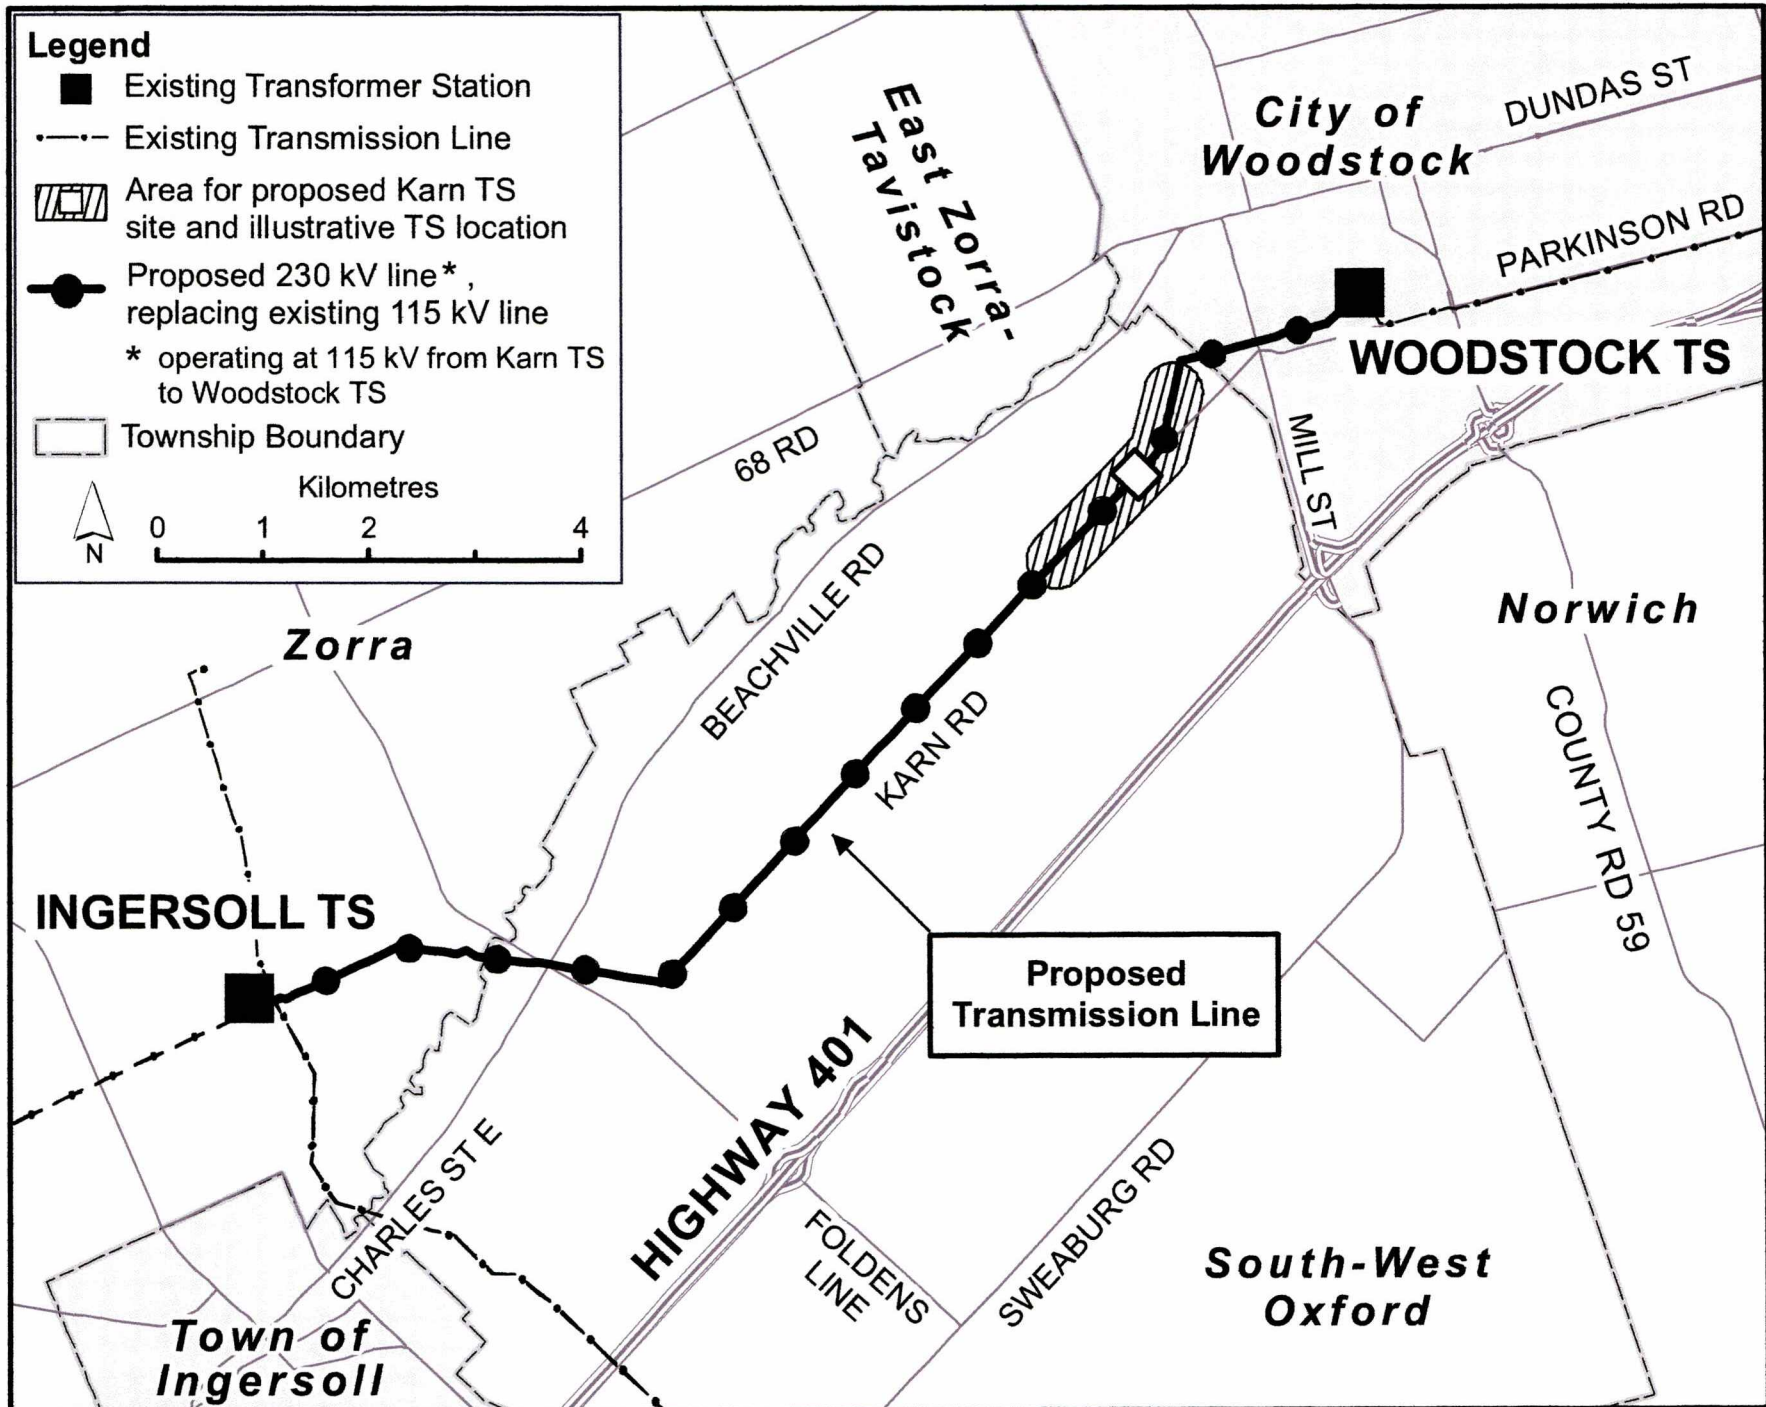 Legend
Existing Transformer Station
Existing Transmission Line
Area for proposed Karn TS
site and illustrative TS location
Proposed 230 kV line*,
replacing existing 115 kV line
* operating at 115 kV from Karn TS
to Woodstock TS
Township Boundary
Kilometres
0 1 2 4
N
East Zorra-
Tavistock
City of
Woodstock
DUNDAS ST
PARKINSON RD
WOODSTOCK TS
68 RD
MILL ST
BEACHVILLE RD
Zorra
Norwich
KARN RD
COUNTY RD 59
INGERSOLL TS
Proposed
Transmission Line
HIGHWAY 401
CHARLES ST E
FOLDENS
LINE
SWEABURG RD
South-West
Oxford
Town of
Ingersoll